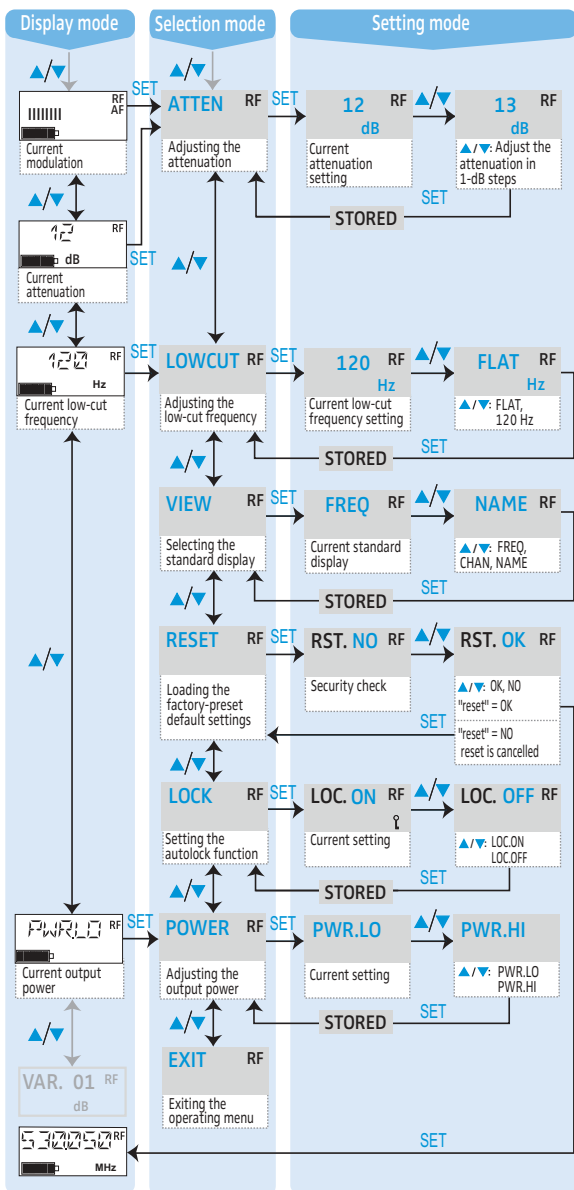 Display mode
Selection mode
Setting mode
▲/▼
▲/▼
RF
AF
Current
modulation
SET
ATTEN RF
Adjusting the
attenuation
SET
12 RF
dB
Current
attenuation
setting
▲/▼
13 RF
dB
▲/▼: Adjust the
attenuation in
1-dB steps
SET
STORED
▲/▼
12 RF
dB
Current
attenuation
SET
▲/▼
▲/▼
120 RF
Hz
Current low-cut
frequency
SET
LOWCUT RF
Adjusting the
low-cut frequency
SET
120 RF
Hz
Current low-cut
frequency setting
▲/▼
FLAT RF
Hz
▲/▼: FLAT,
120 Hz
SET
STORED
▲/▼
VIEW RF
Selecting the
standard display
SET
FREQ RF
Current standard
display
▲/▼
NAME RF
▲/▼: FREQ,
CHAN, NAME
SET
STORED
▲/▼
▲/▼
RESET RF
Loading the
factory-preset
default settings
SET
RST. NO RF
Security check
▲/▼
RST. OK RF
▲/▼: OK, NO
"reset" = OK
"reset" = NO
reset is cancelled
SET
▲/▼
LOCK RF
Setting the
autolock function
SET
LOC. ON RF
Current setting
▲/▼
LOC. OFF RF
▲/▼: LOC.ON
LOC.OFF
SET
STORED
▲/▼
PWR.LO RF
Current output
power
SET
POWER RF
Adjusting the
output power
SET
PWR.LO
Current setting
▲/▼
PWR.HI
▲/▼: PWR.LO
PWR.HI
SET
STORED
▲/▼
▲/▼
EXIT RF
Exiting the
operating menu
VAR. 01 RF
dB
530.050 RF
MHz
SET